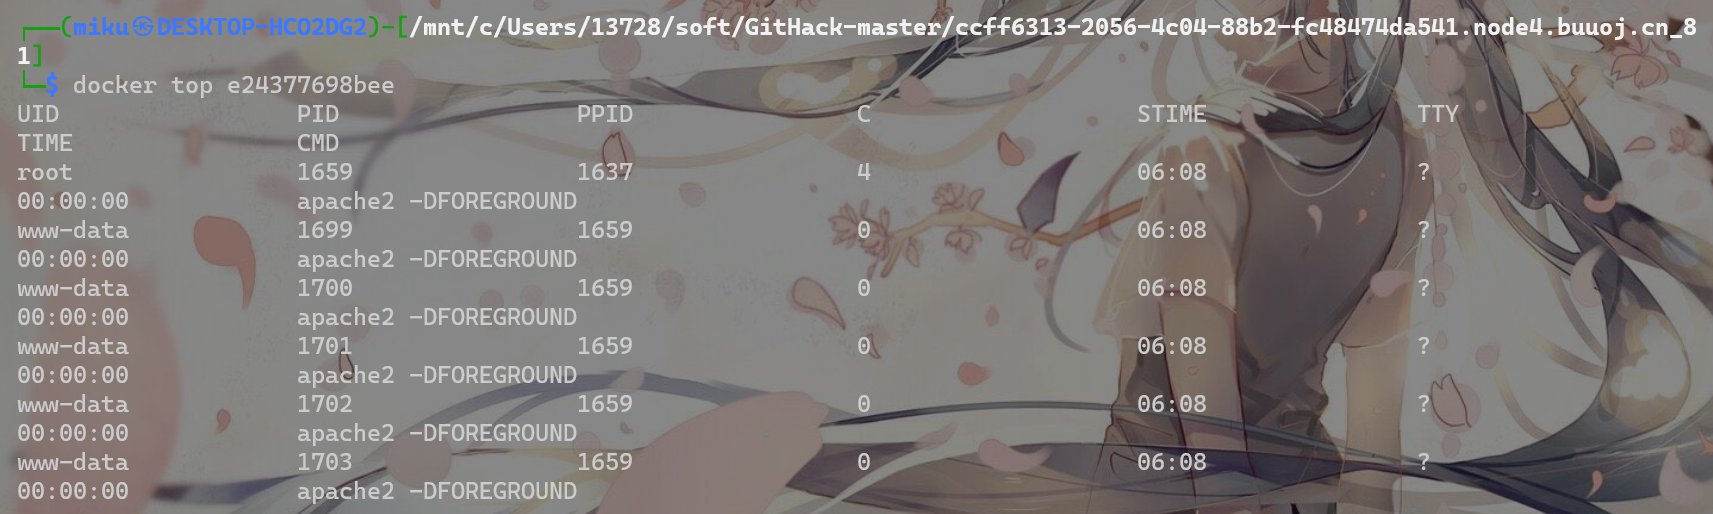 ┌──(miku㉿DESKTOP-HCO2DG2)-[/mnt/c/Users/13728/soft/GitHack-master/ccff6313-2056-4c04-88b2-fc48474da541.node4.buuoj.cn_8
1]
└─$ docker top e24377698bee
UID PID PPID C STIME TTY
TIME CMD
root 1659 1637 4 06:08 ?
00:00:00 apache2 -DFOREGROUND
www-data 1699 1659 0 06:08 ?
00:00:00 apache2 -DFOREGROUND
www-data 1700 1659 0 06:08 ?
00:00:00 apache2 -DFOREGROUND
www-data 1701 1659 0 06:08 ?
00:00:00 apache2 -DFOREGROUND
www-data 1702 1659 0 06:08 ?
00:00:00 apache2 -DFOREGROUND
www-data 1703 1659 0 06:08 ?
00:00:00 apache2 -DFOREGROUND